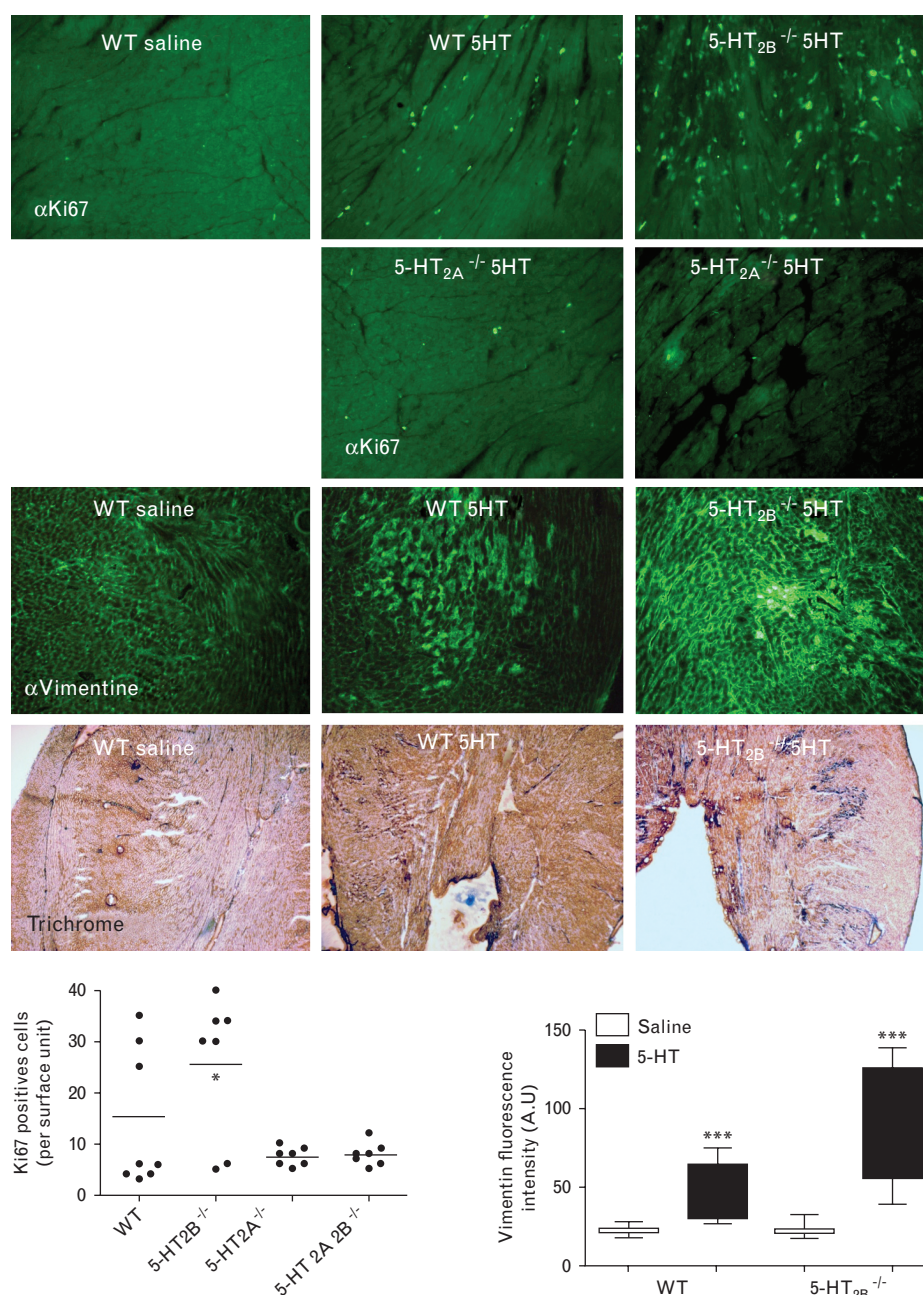 WT saline
WT 5HT
5-HT2B-/- 5HT
αKi67
5-HT2A-/- 5HT
5-HT2A-/- 5HT
αKi67
WT saline
WT 5HT
5-HT2B-/- 5HT
αVimentine
WT saline
WT 5HT
5-HT2B-/- 5HT
Trichrome
Ki67 positives cells
(per surface unit)
40
30
20
10
0
*
WT
5-HT2B-/-
5-HT2A-/-
5-HT 2A 2B-/-
Vimentin fluorescence
intensity (A.U)
150
100
50
0
Saline
5-HT
***
***
WT
5-HT2B-/-